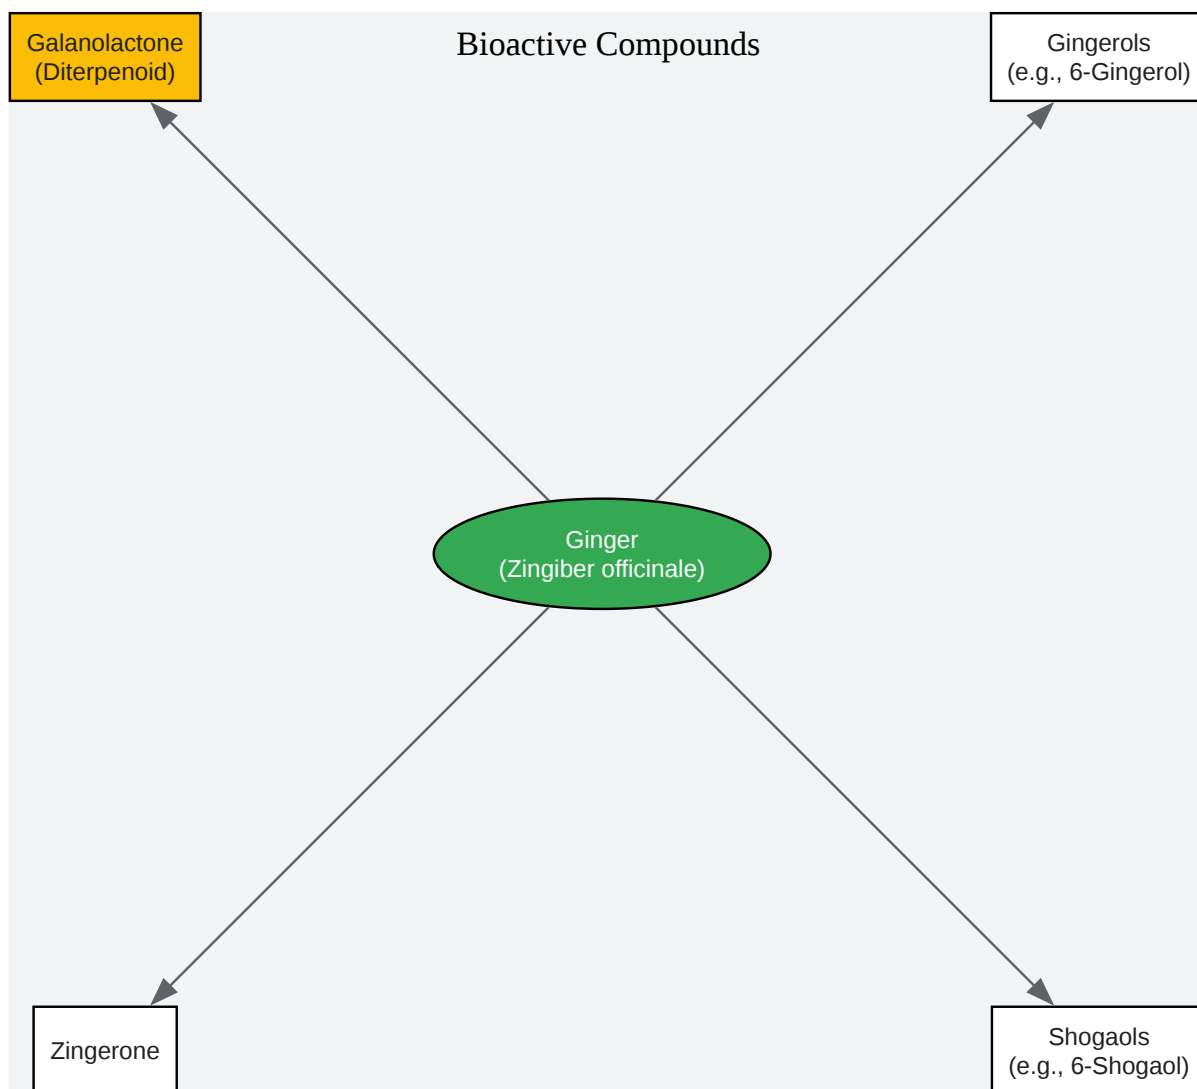 Galanolactone
(Diterpenoid)
Bioactive Compounds
Gingerols
(e.g., 6-Gingerol)
Ginger
(Zingiber officinale)
Zingerone
Shogaols
(e.g., 6-Shogaol)